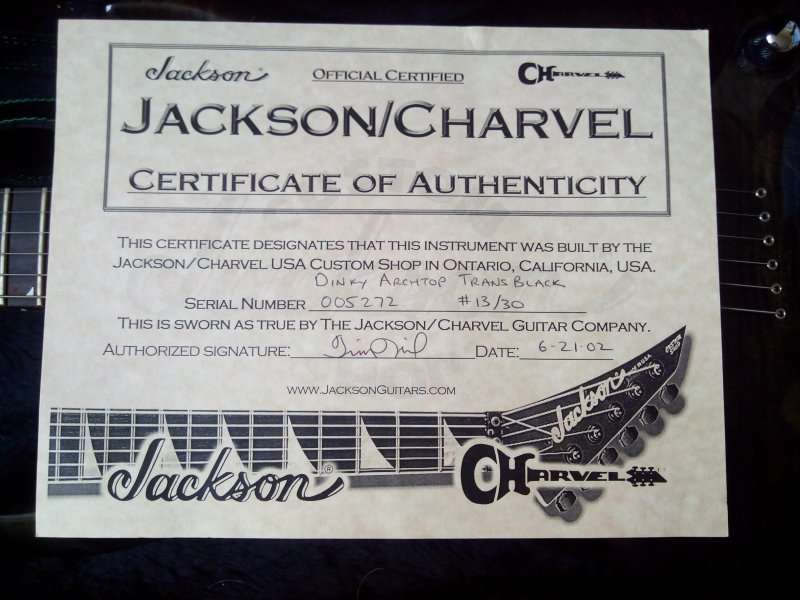 Jackson OFFICIAL CERTIFIED CHARVEL
JACKSON/CHARVEL
CERTIFICATE OF AUTHENTICITY
THIS CERTIFICATE DESIGNATES THAT THIS INSTRUMENT WAS BUILT BY THE
JACKSON/CHARVEL USA CUSTOM SHOP IN ONTARIO, CALIFORNIA, USA.
DINKY ARCHTOP TRANS BLACK
SERIAL NUMBER 005272 #13/30
THIS IS SWORN AS TRUE BY THE JACKSON/CHARVEL GUITAR COMPANY.
AUTHORIZED SIGNATURE: DATE: 6-21-02
WWW.JACKSONGUITARS.COM
Jackson
Jackson® CHARVEL